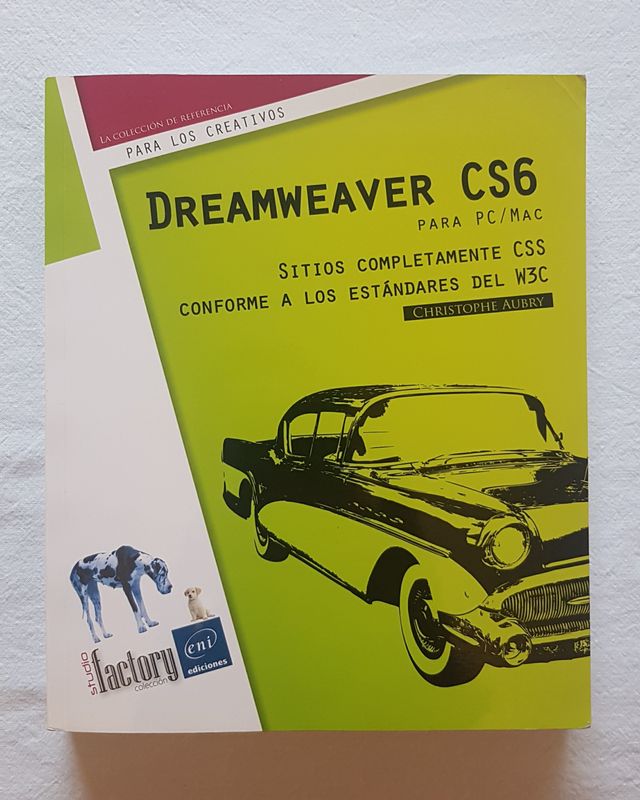 LA COLECCIÓN DE REFERENCIA
PARA LOS CREATIVOS
DREAMWEAVER CS6
PARA PC/MAC
SITIOS COMPLETAMENTE CSS
CONFORME A LOS ESTÁNDARES DEL W3C
CHRISTOPHE AUBRY
studio
factory
colección
eni
ediciones